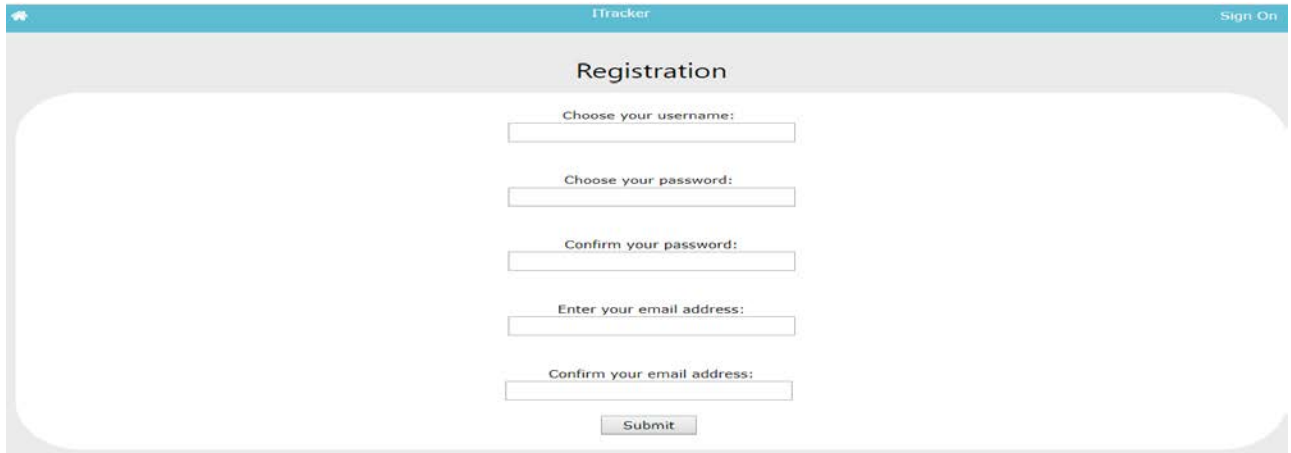 ITracker
Sign On
Registration
Choose your username:
Choose your password:
Confirm your password:
Enter your email address:
Confirm your email address:
Submit